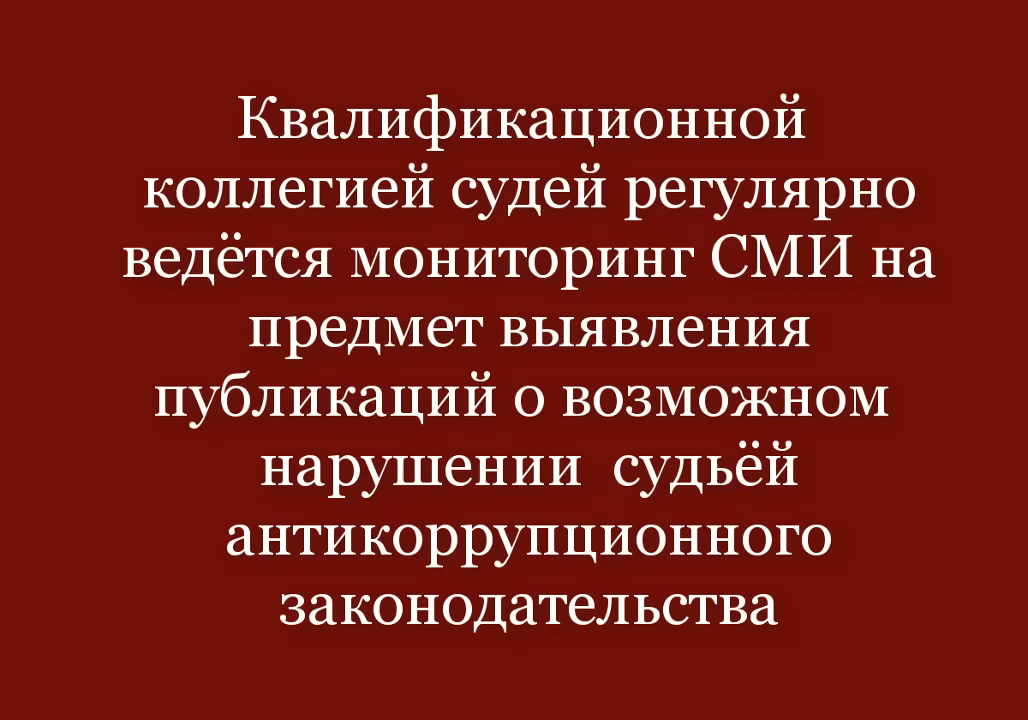 Квалификационной
коллегией судей регулярно
ведётся мониторинг СМИ на
предмет выявления
публикаций о возможном
нарушении  судьёй
антикоррупционного
законодательства